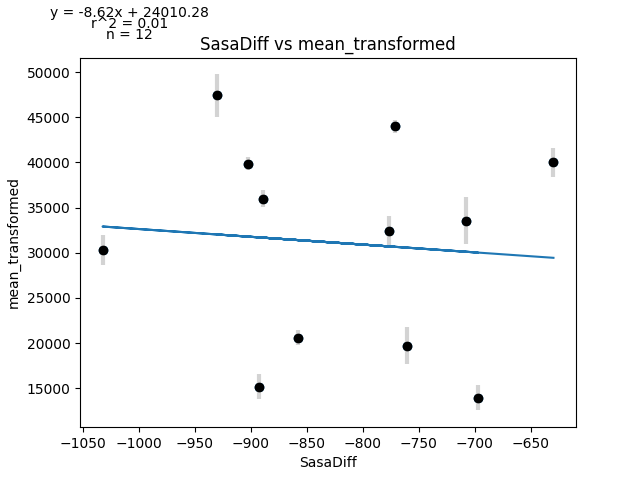 y = -8.62x + 24010.28
r^2 = 0.01
n = 12
SasaDiff vs mean_transformed
50000
45000
40000
35000
30000
25000
20000
15000
mean_transformed
−1050 −1000 −950 −900 −850 −800 −750 −700 −650
SasaDiff